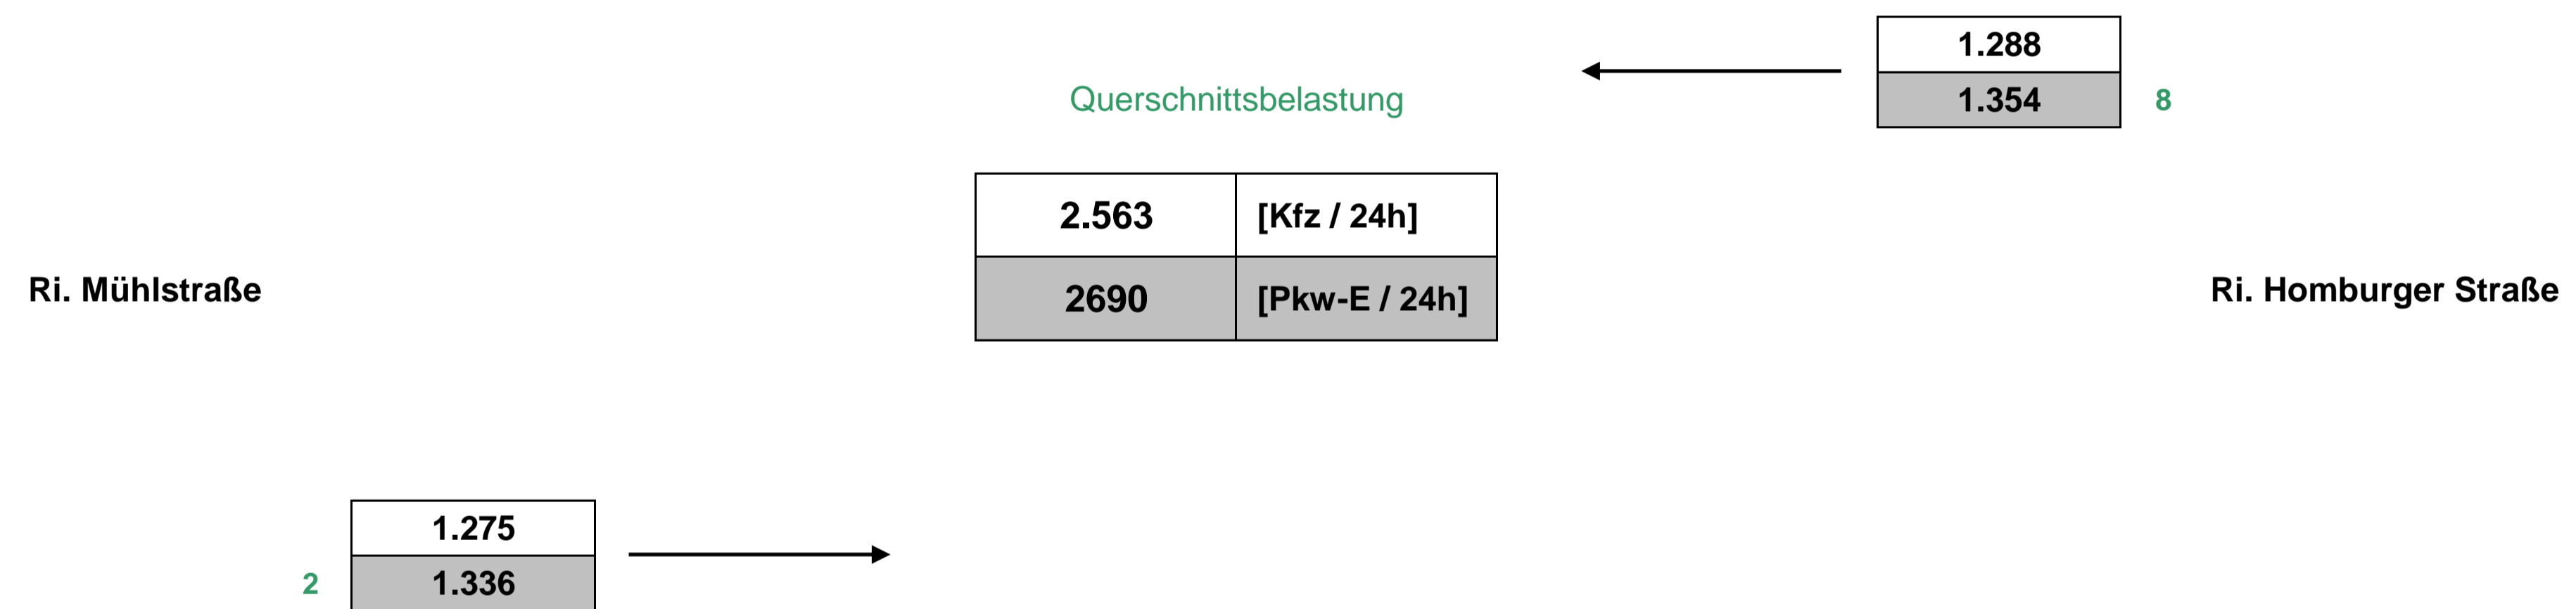 1.288
1.354 8
Querschnittsbelastung
2.563 [Kfz / 24h]
Ri. Mühlstraße Ri. Homburger Straße
2690 [Pkw-E / 24h]
1.275
2 1.336